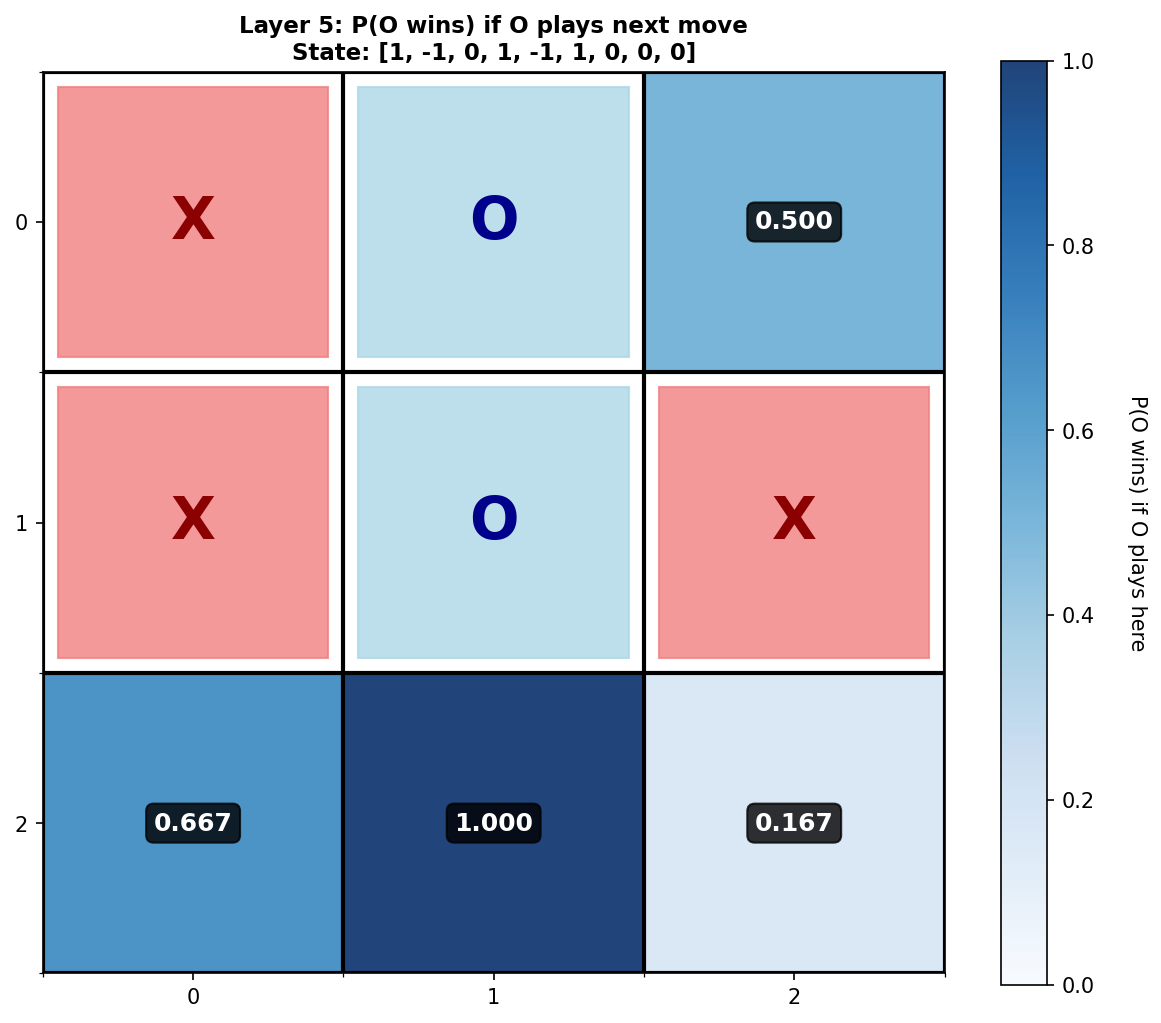 Layer 5: P(O wins) if O plays next move
State: [1, -1, 0, 1, -1, 1, 0, 0, 0]
0 X O 0.500
1 X O X
2 0.667 1.000 0.167
0 1 2
1.0
0.8
0.6
0.4
0.2
0.0
P(O wins) if O plays here